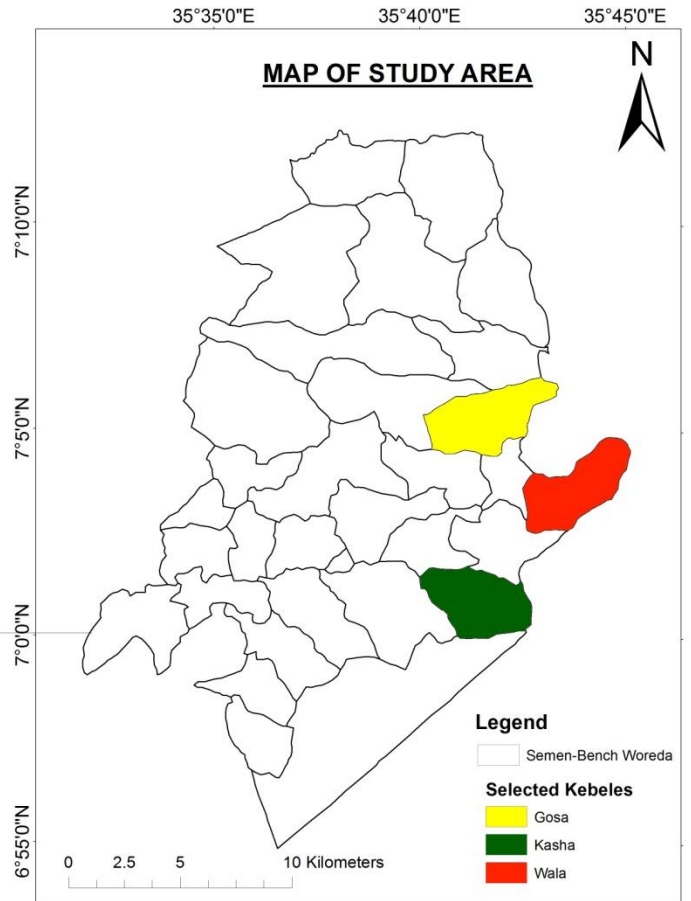 35°35'0"E 35°40'0"E 35°45'0"E
MAP OF STUDY AREA
N
7°10'0"N
7°5'0"N
7°0'0"N
6°55'0"N
Legend
Semen-Bench Woreda
Selected Kebeles
Gosa
Kasha
Wala
0 2.5 5 10 Kilometers